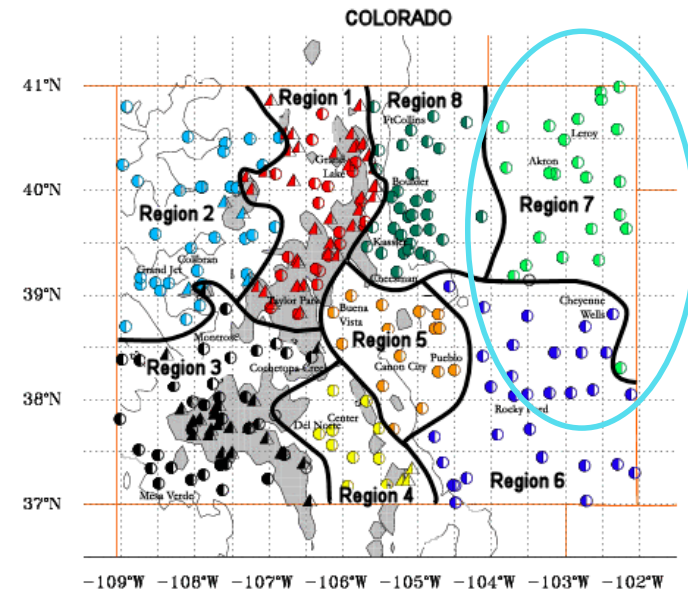 COLORADO
41°N
Region 1
Region 8
FtCollins
Leroy
Grand
Lake
Akron
40°N
Boulder
Region 2
Region 7
Kassler
Collbran
Grand Jct
Cheesman
39°N
Taylor Park
Buena
Vista
Cheyenne
Wells
Montrose
Region 5
Region 3
Cochetopa Creek
Pueblo
Canon City
38°N
Rocky Ford
Center
Del Norte
Region 6
Mesa Verde
Region 4
37°N
-109°W -108°W -107°W -106°W -105°W -104°W -103°W -102°W